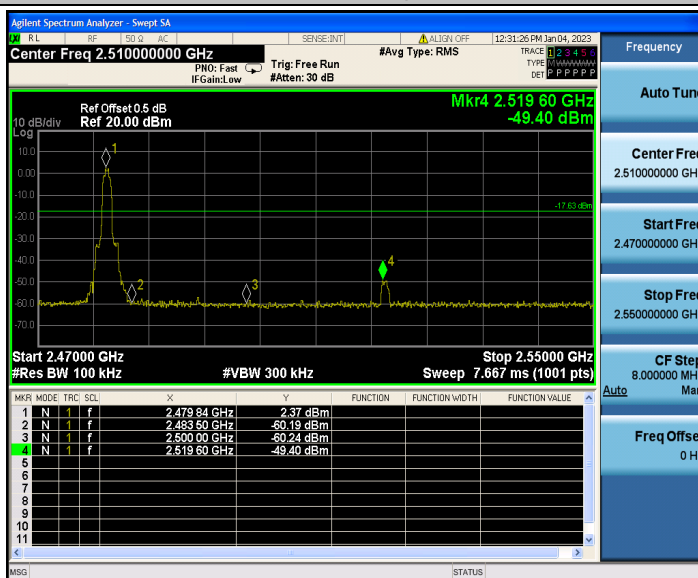 Agilent Spectrum Analyzer - Swept SA
RL RF 50 Ω AC SENSE:INT ALIGN OFF 12:31:26 PM Jan 04, 2023
Center Freq 2.510000000 GHz #Avg Type: RMS TRACE 1 2 3 4 5 6
PNO: Fast Trig: Free Run TYPE
IFGain:Low #Atten: 30 dB DET P P P P P P
Ref Offset 0.5 dB Mkr4 2.519 60 GHz
10 dB/div Ref 20.00 dBm -49.40 dBm
Log
10.0
0.00
-10.0
-20.0
-30.0
-40.0
-50.0
-60.0
-70.0
1
2
3
4
-17.63 dBm
Start 2.47000 GHz Stop 2.55000 GHz
#Res BW 100 kHz #VBW 300 kHz Sweep 7.667 ms (1001 pts)
MKR MODE TRC SCL X Y FUNCTION FUNCTION WIDTH FUNCTION VALUE
1 N 1 f 2.479 84 GHz 2.37 dBm
2 N 1 f 2.483 50 GHz -60.19 dBm
3 N 1 f 2.500 00 GHz -60.24 dBm
4 N 1 f 2.519 60 GHz -49.40 dBm
5
6
7
8
9
10
11
MSG STATUS
Frequency
Auto Tun
Center Fre
2.510000000 GH
Start Fre
2.470000000 GH
Stop Fre
2.550000000 GH
CF Step
8.000000 MH
Auto Ma
Freq Offse
0 H